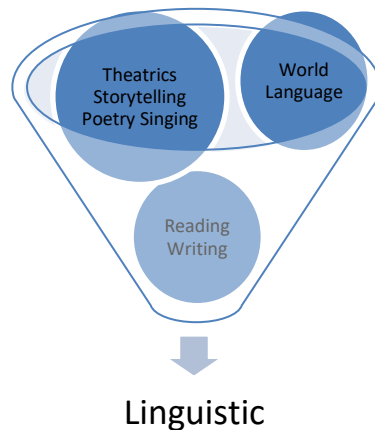 Theatrics
Storytelling
Poetry Singing
World
Language
Reading
Writing
Linguistic